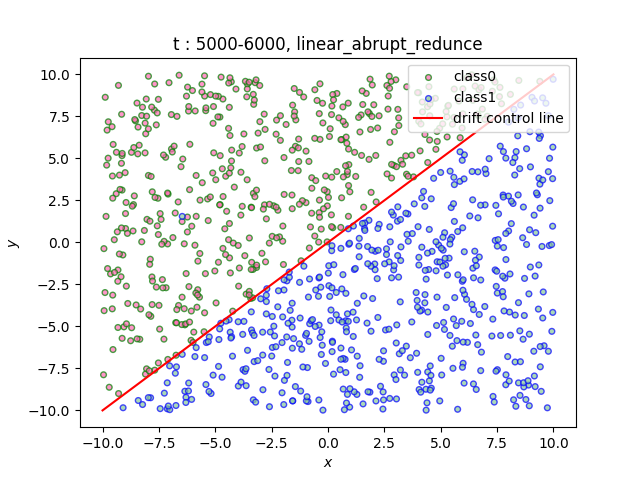 t : 5000-6000, linear_abrupt_redunce
class0
class1
drift control line
10.0
7.5
5.0
2.5
0.0
−2.5
−5.0
−7.5
−10.0
y
−10.0 −7.5 −5.0 −2.5 0.0 2.5 5.0 7.5 10.0
x